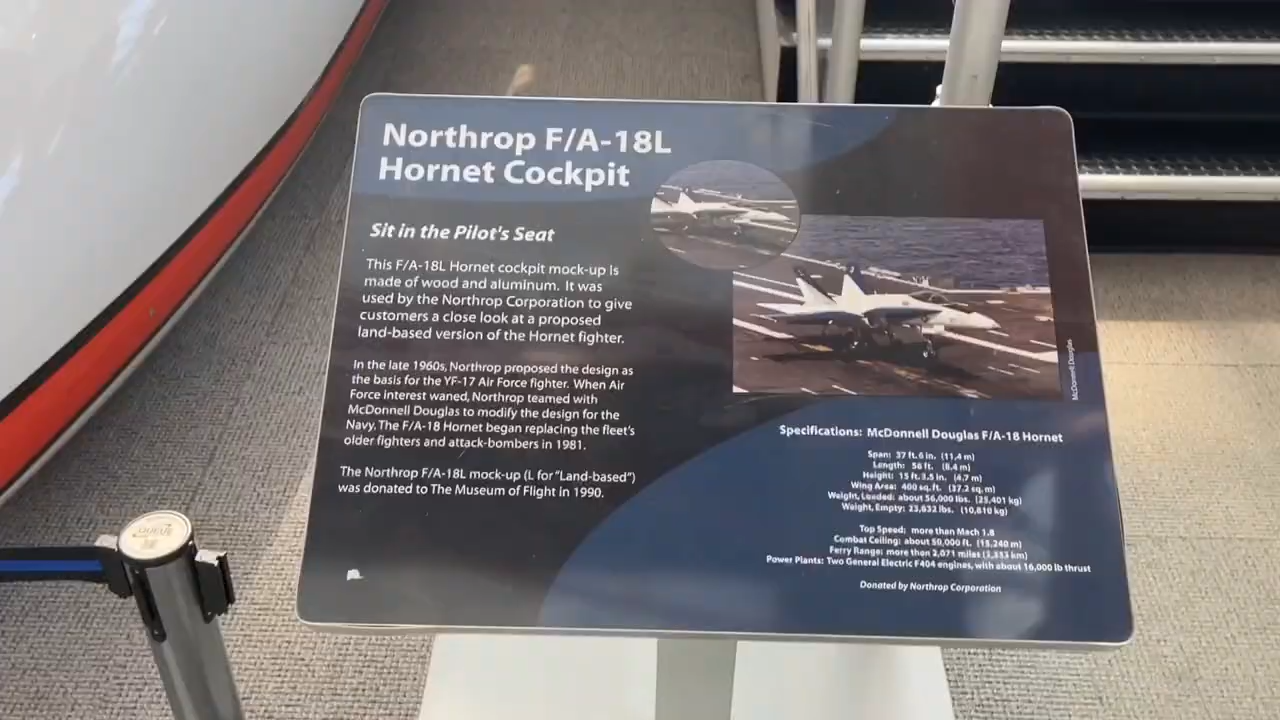 Northrop F/A-18L
Hornet Cockpit
Sit in the Pilot's Seat
This F/A-18L Hornet cockpit mock-up is
made of wood and aluminum. It was
used by the Northrop Corporation to give
customers a close look at a proposed
land-based version of the Hornet fighter.
In the late 1960s, Northrop proposed the design as
the basis for the YF-17 Air Force fighter. When Air
Force interest waned, Northrop teamed with
McDonnell Douglas to modify the design for the
Navy. The F/A-18 Hornet began replacing the fleet's
older fighters and attack-bombers in 1981.
The Northrop F/A-18L mock-up (L for "Land-based")
was donated to The Museum of Flight in 1990.
McDonnell Douglas
Specifications: McDonnell Douglas F/A-18 Hornet
Span: 37 ft. 6 in. (11.4 m)
Length: 56 ft. (8.4 m)
Height: 15 ft. 3.5 in. (4.7 m)
Wing Area: 400 sq. ft. (37.2 sq. m)
Weight, Loaded: about 56,000 lbs. (25,401 kg)
Weight, Empty: 23,832 lbs. (10,810 kg)
Top Speed: more than Mach 1.8
Combat Ceiling: about 50,000 ft. (15,240 m)
Ferry Range: more than 2,071 miles (3,333 km)
Power Plants: Two General Electric F404 engines, with about 16,000 lb thrust
Donated by Northrop Corporation